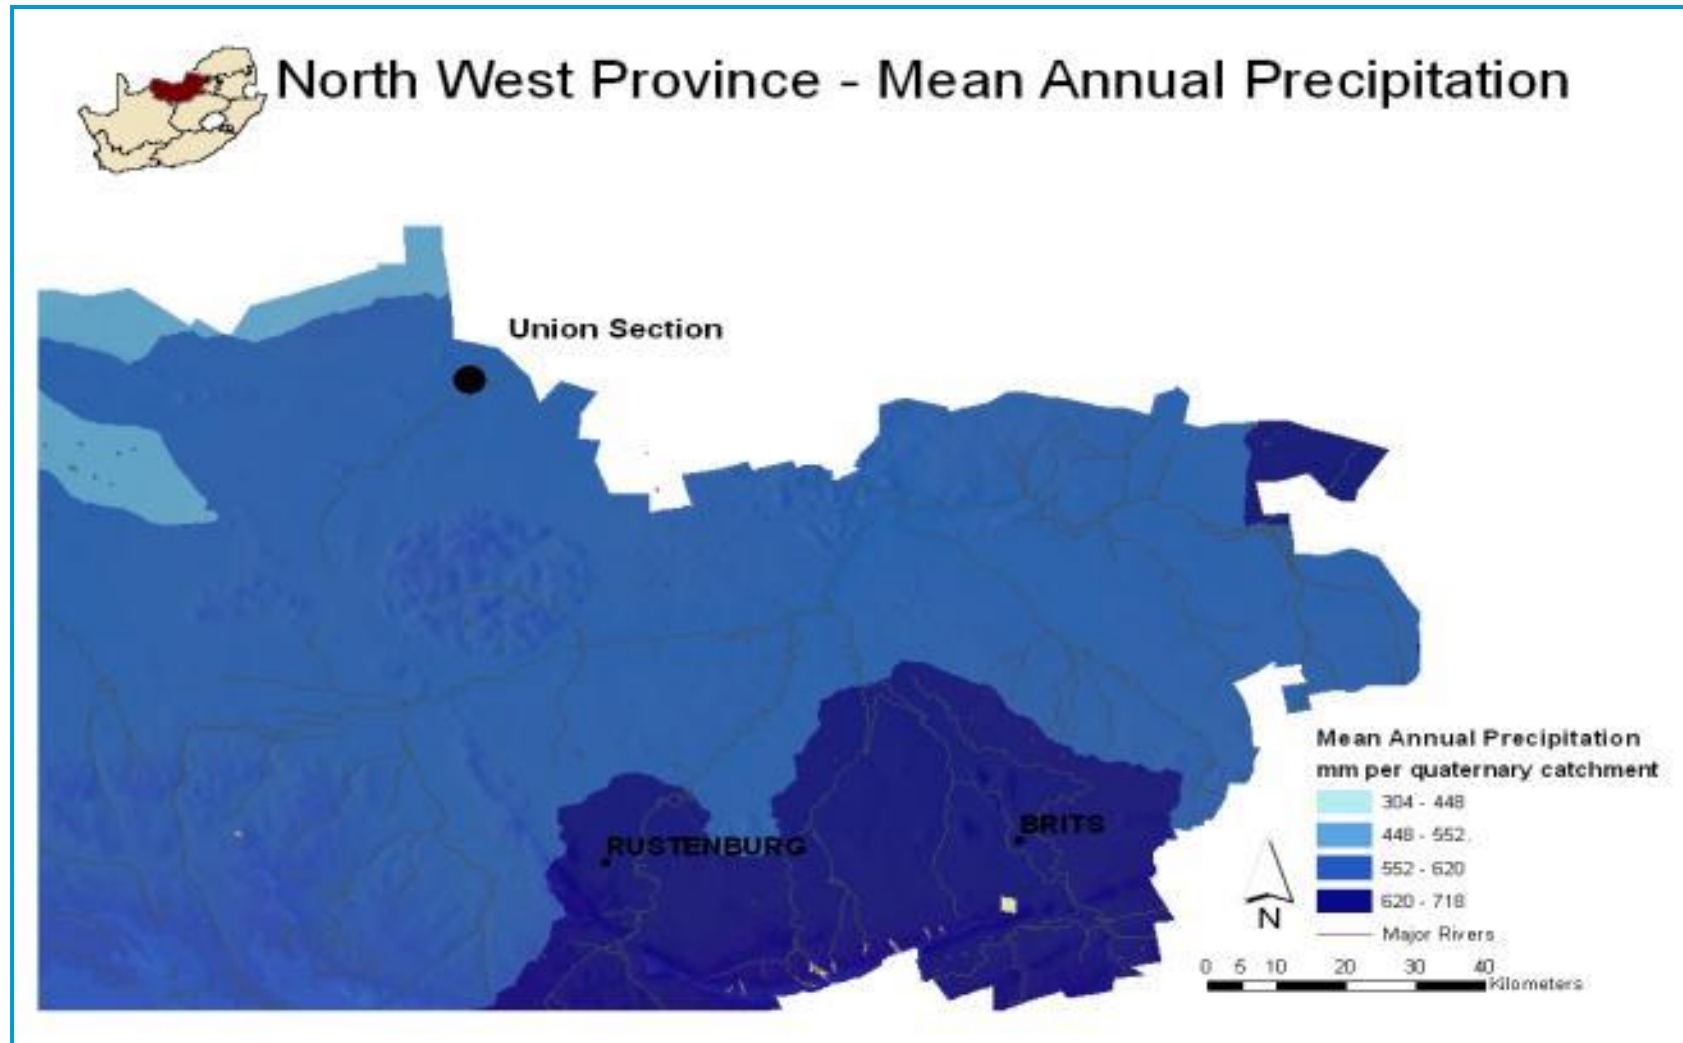 North West Province - Mean Annual Precipitation
Union Section
RUSTENBURG
BRITS
Mean Annual Precipitation
mm per quaternary catchment
304 - 448
448 - 552
552 - 620
620 - 718
Major Rivers
N
0 5 10 20 30 40
Kilometers